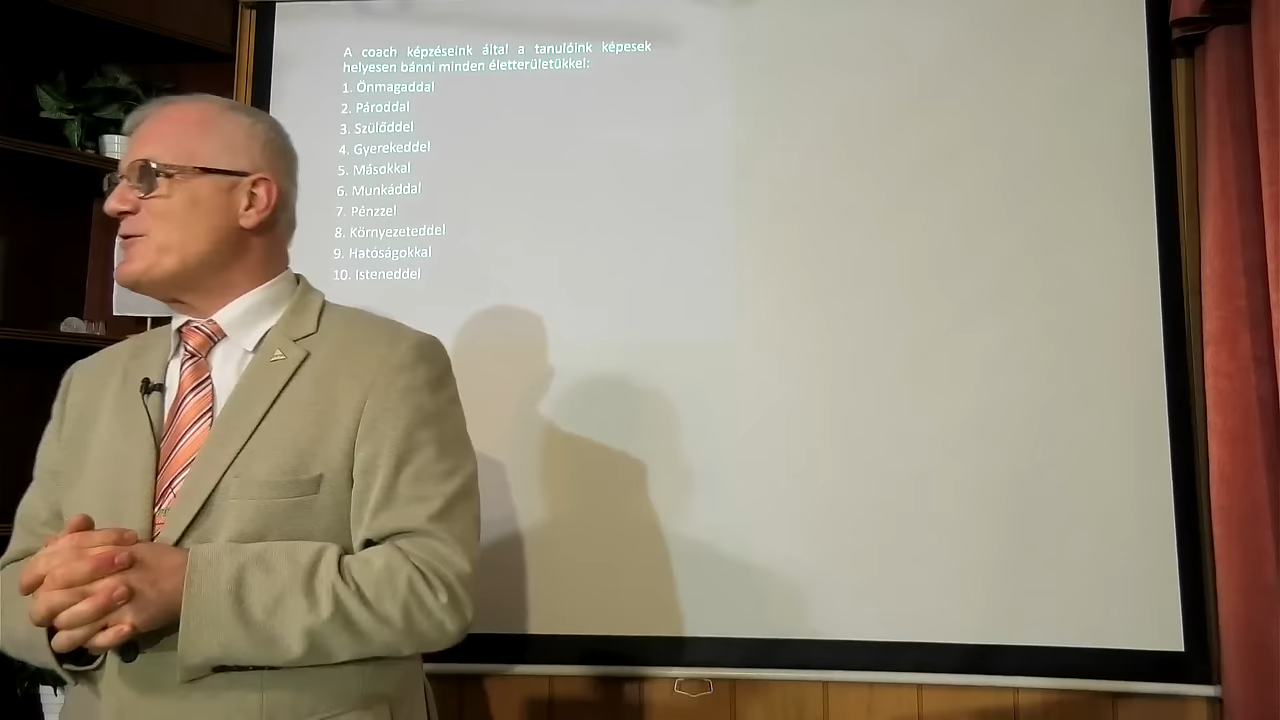 A coach képzéseink által a tanulóink képesek
helyesen bánni minden életterületükkel:
1. Önmagaddal
2. Pároddal
3. Szülőddel
4. Gyerekeddel
5. Másokkal
6. Munkáddal
7. Pénzzel
8. Környezeteddel
9. Hatóságokkal
10. Isteneddel